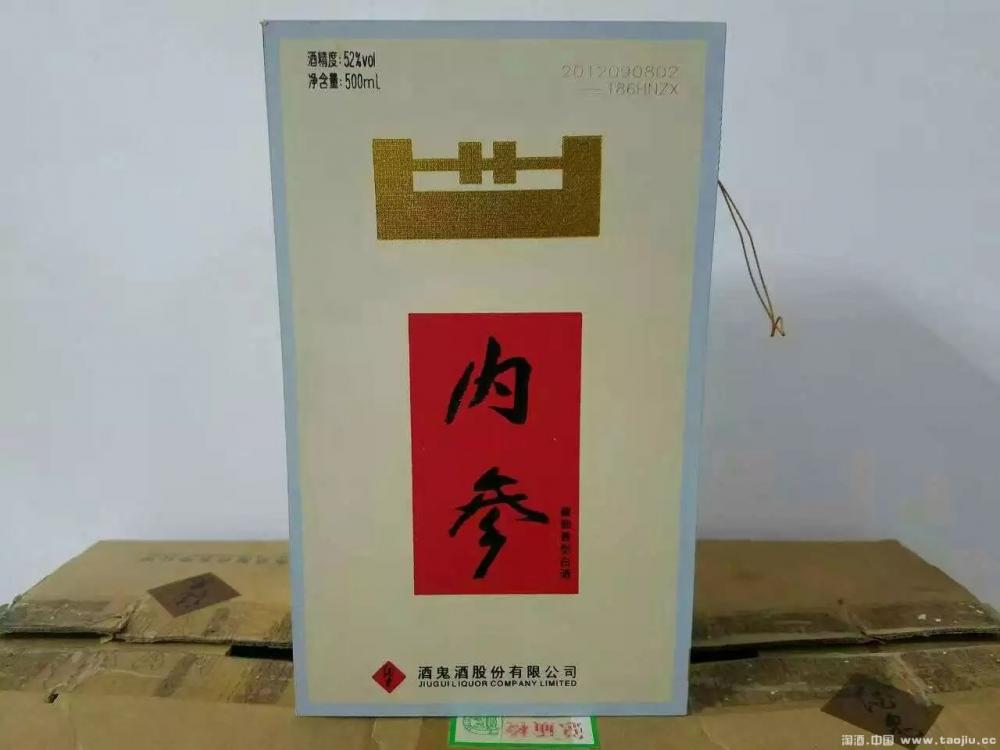 酒精度:52%vol
净含量:500mL
2012090802
T86HNZX
内参
馥郁香型白酒
酒鬼酒股份有限公司
JIUGUI LIQUOR COMPANY LIMITED
淘酒.中国 www.taojiu.cc